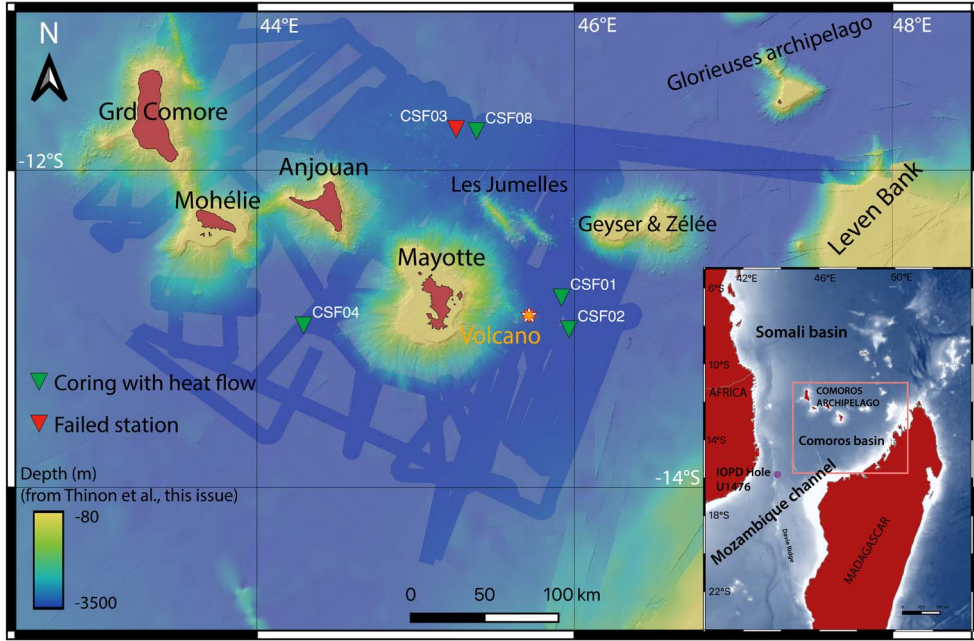 N
44°E
46°E
48°E
Glorieuses archipelago
CSF03
CSF08
Grd Comore
-12°S
Anjouan
Les Jumelles
Mohélie
Geyser & Zélée
Leven Bank
Mayotte
CSF01
CSF04
CSF02
Volcano
Coring with heat flow
Failed station
Depth (m)
(from Thinon et al., this issue)
-80
-3500
-14°S
0
50
100 km
42°E
46°E
50°E
6°S
Somali basin
10°S
AFRICA
COMOROS
ARCHIPELAGO
14°S
Comoros basin
IOPD Hole
U1476
Mozambique channel
18°S
Davie Ridge
MADAGASCAR
22°S